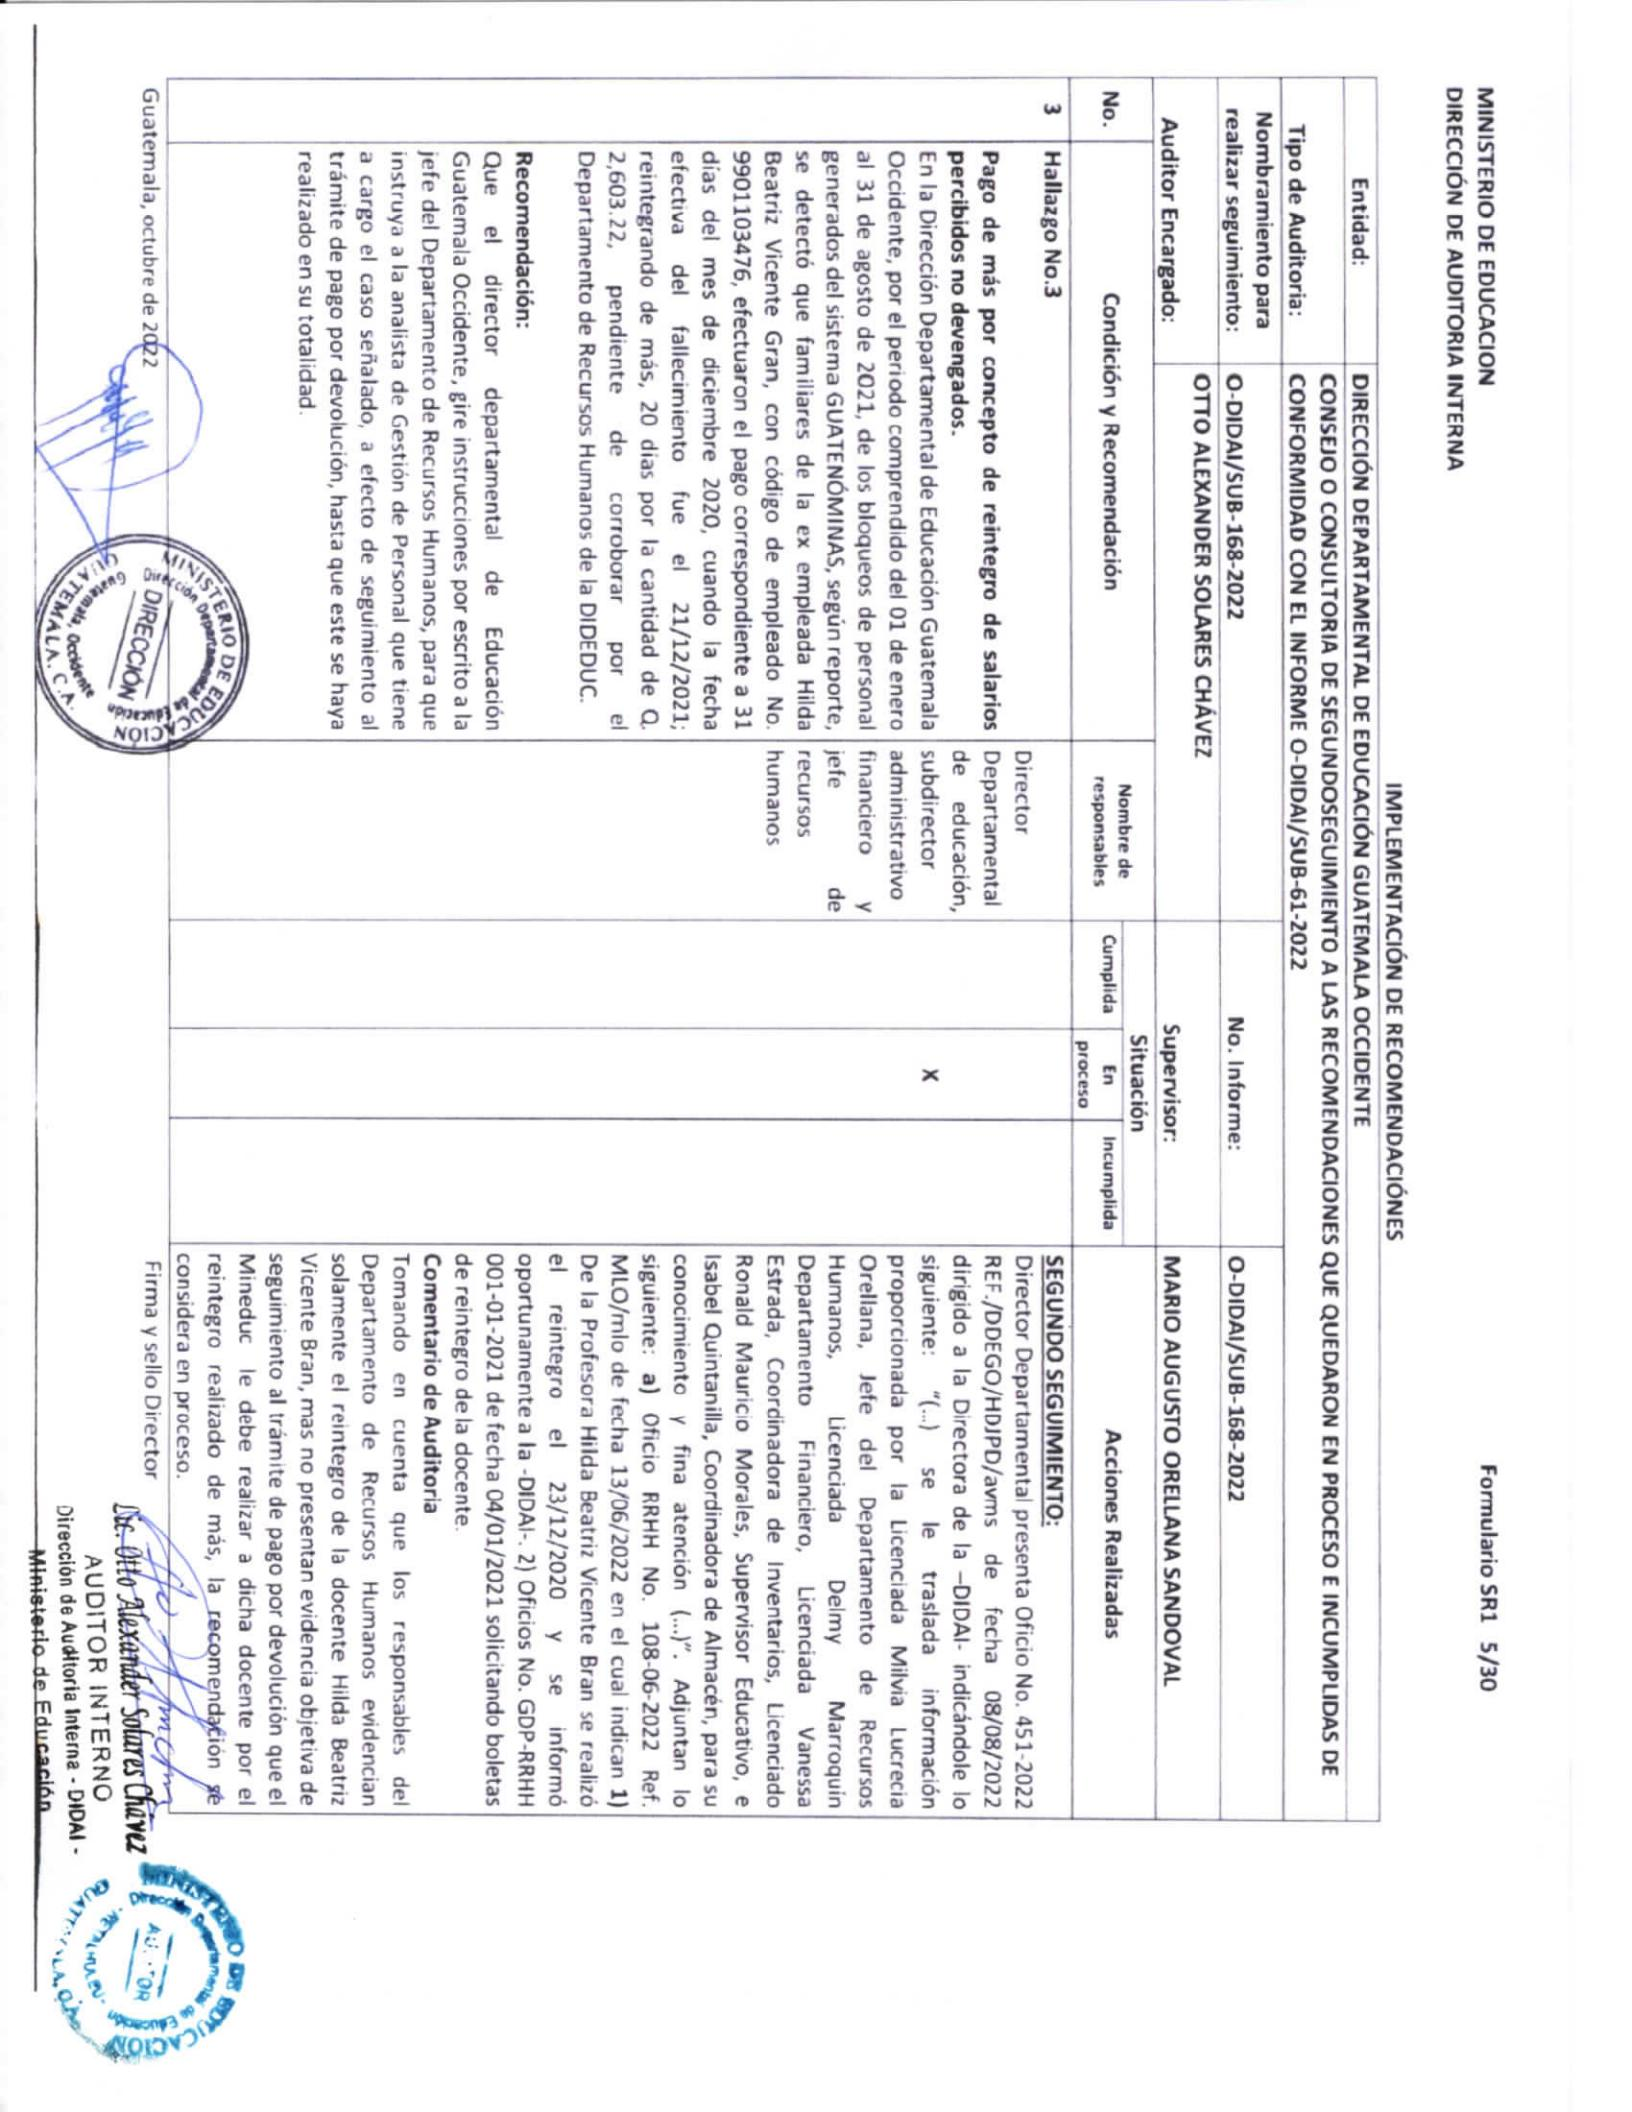 MINISTERIO DE EDUCACION
DIRECCIÓN DE AUDITORIA INTERNA
Formulario SR1 5/30
IMPLEMENTACIÓN DE RECOMENDACIÓNES
Entidad: DIRECCIÓN DEPARTAMENTAL DE EDUCACIÓN GUATEMALA OCCIDENTE
Tipo de Auditoria: CONSEJO O CONSULTORIA DE SEGUNDOSEGUIMIENTO A LAS RECOMENDACIONES QUE QUEDARON EN PROCESO E INCUMPLIDAS DE
CONFORMIDAD CON EL INFORME O-DIDAI/SUB-61-2022
Nombramiento para
realizar seguimiento: O-DIDAI/SUB-168-2022 No. Informe: O-DIDAI/SUB-168-2022
Auditor Encargado: OTTO ALEXANDER SOLARES CHÁVEZ Supervisor: MARIO AUGUSTO ORELLANA SANDOVAL
No. Condición y Recomendación Nombre de
responsables Situación Acciones Realizadas
Cumplida En
proceso Incumplida
3 Hallazgo No.3
Pago de más por concepto de reintegro de salarios
percibidos no devengados.
En la Dirección Departamental de Educación Guatemala
Occidente, por el periodo comprendido del 01 de enero
al 31 de agosto de 2021, de los bloqueos de personal
generados del sistema GUATENÓMINAS, según reporte,
se detectó que familiares de la ex empleada Hilda
Beatriz Vicente Gran, con código de empleado No.
9901103476, efectuaron el pago correspondiente a 31
días del mes de diciembre 2020, cuando la fecha
efectiva del fallecimiento fue el 21/12/2021;
reintegrando de más, 20 dias por la cantidad de Q.
2,603.22, pendiente de corroborar por el
Departamento de Recursos Humanos de la DIDEDUC.
Recomendación:
Que el director departamental de Educación
Guatemala Occidente, gire instrucciones por escrito a la
jefe del Departamento de Recursos Humanos, para que
instruya a la analista de Gestión de Personal que tiene
a cargo el caso señalado, a efecto de seguimiento al
trámite de pago por devolución, hasta que este se haya
realizado en su totalidad.
Director
Departamental
de educación,
subdirector
administrativo
financiero y
jefe de
recursos
humanos
X
SEGUNDO SEGUIMIENTO:
Director Departamental presenta Oficio No. 451-2022
REF./DDEGO/HDJPD/avms de fecha 08/08/2022
dirigido a la Directora de la –DIDAI- indicándole lo
siguiente: "(...) se le traslada información
proporcionada por la Licenciada Milvia Lucrecia
Orellana, Jefe del Departamento de Recursos
Humanos, Licenciada Delmy Marroquin
Departamento Financiero, Licenciada Vanessa
Estrada, Coordinadora de Inventarios, Licenciado
Ronald Mauricio Morales, Supervisor Educativo, e
Isabel Quintanilla, Coordinadora de Almacén, para su
conocimiento y fina atención (...)". Adjuntan lo
siguiente: a) Oficio RRHH No. 108-06-2022 Ref.
MLO/mlo de fecha 13/06/2022 en el cual indican 1)
De la Profesora Hilda Beatriz Vicente Bran se realizó
el reintegro el 23/12/2020 y se informó
oportunamente a la -DIDAI-. 2) Oficios No. GDP-RRHH
001-01-2021 de fecha 04/01/2021 solicitando boletas
de reintegro de la docente.
Comentario de Auditoria
Tomando en cuenta que los responsables del
Departamento de Recursos Humanos evidencian
solamente el reintegro de la docente Hilda Beatriz
Vicente Bran, mas no presentan evidencia objetiva de
seguimiento al trámite de pago por devolución que el
Mineduc le debe realizar a dicha docente por el
reintegro realizado de más, la recomendación se
considera en proceso.
Guatemala, octubre de 2022
Firma y sello Director
MINISTERIO DE EDUCACIÓN
Dirección Departamental de Educación
DIRECCIÓN
Guatemala, Occidente
GUATEMALA. C.A.
Lic. Otto Alexander Solares Chávez
AUDITOR INTERNO
Dirección de Auditoria Interna - DIDAI -
Ministerio de Educación
MINISTERIO DE EDUCACION
Dirección Departamental de Educación